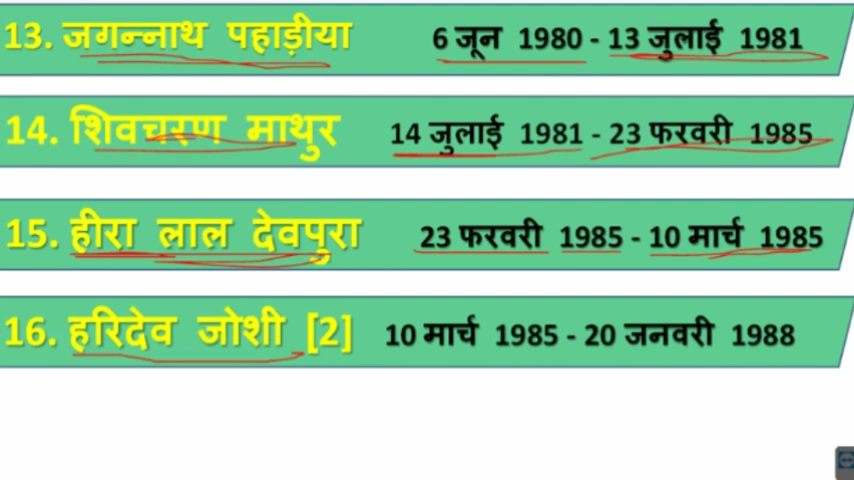 13. जगन्नाथ पहाड़ीया 6 जून 1980 - 13 जुलाई 1981
14. शिवचरण माथुर 14 जुलाई 1981 - 23 फरवरी 1985
15. हीरा लाल देवपुरा 23 फरवरी 1985 - 10 मार्च 1985
16. हरिदेव जोशी [2] 10 मार्च 1985 - 20 जनवरी 1988